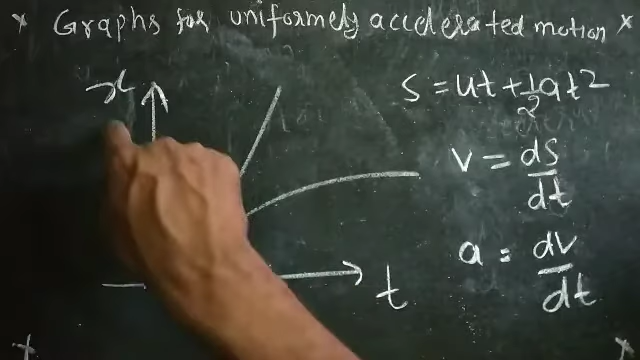 * Graphs for uniformely accelerated motion *
x
s = ut + 1/2 at²
v = ds/dt
a = dv/dt
t